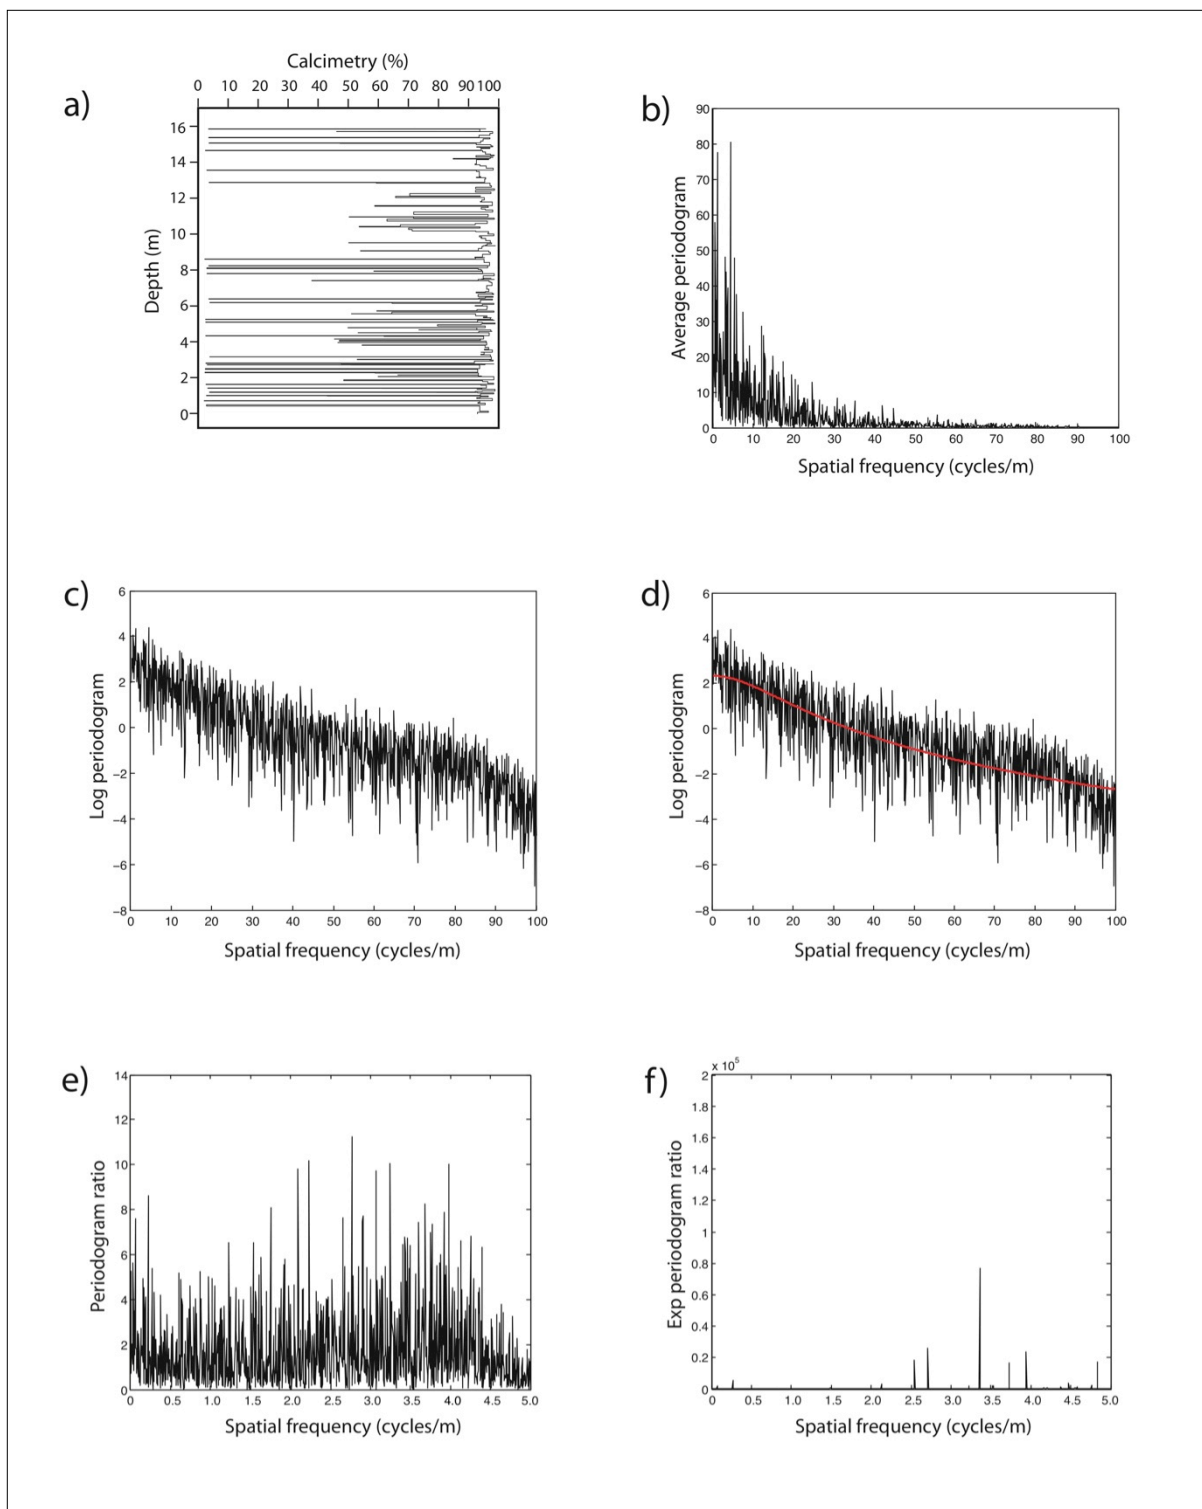 Calcimetry (%)
0 10 20 30 40 50 60 70 80 90 100
a)
16
14
12
10
8
6
4
2
0
Depth (m)
b)
90
80
70
60
50
40
30
20
10
0
Average periodogram
0 10 20 30 40 50 60 70 80 90 100
Spatial frequency (cycles/m)
c)
6
4
2
0
−2
−4
−6
−8
Log periodogram
0 10 20 30 40 50 60 70 80 90 100
Spatial frequency (cycles/m)
d)
6
4
2
0
−2
−4
−6
−8
Log periodogram
0 10 20 30 40 50 60 70 80 90 100
Spatial frequency (cycles/m)
e)
14
12
10
8
6
4
2
0
Periodogram ratio
0 0.5 1.0 1.5 2.0 2.5 3.0 3.5 4.0 4.5 5.0
Spatial frequency (cycles/m)
f)
x 10⁵
2
1.8
1.6
1.4
1.2
1
0.8
0.6
0.4
0.2
0
Exp periodogram ratio
0 0.5 1.0 1.5 2.0 2.5 3.0 3.5 4.0 4.5 5.0
Spatial frequency (cycles/m)